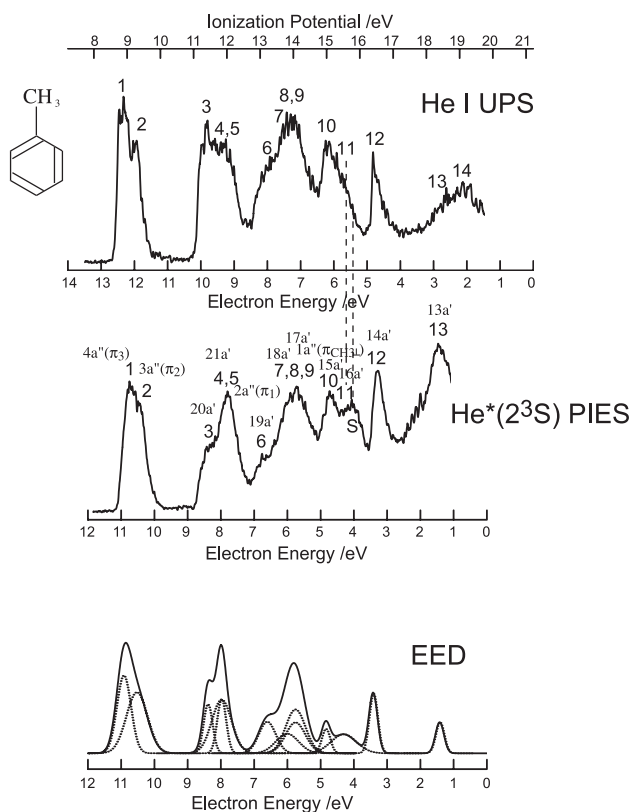 Ionization Potential /eV
8 9 10 11 12 13 14 15 16 17 18 19 20 21
CH₃
He I UPS
1
2
3
4,5
6
7
8,9
10
11
12
13
14
14 13 12 11 10 9 8 7 6 5 4 3 2 1 0
Electron Energy /eV
4a"(π₃)
3a"(π₂)
21a'
20a'
2a"(π₁)
19a'
18a'
17a'
1a"(π_CH₃⊥)
15a'
16a'
14a'
13a'
1
2
3
4,5
6
7,8,9
10
11
S
12
13
He*(2³S) PIES
12 11 10 9 8 7 6 5 4 3 2 1 0
Electron Energy /eV
EED
12 11 10 9 8 7 6 5 4 3 2 1 0
Electron Energy /eV